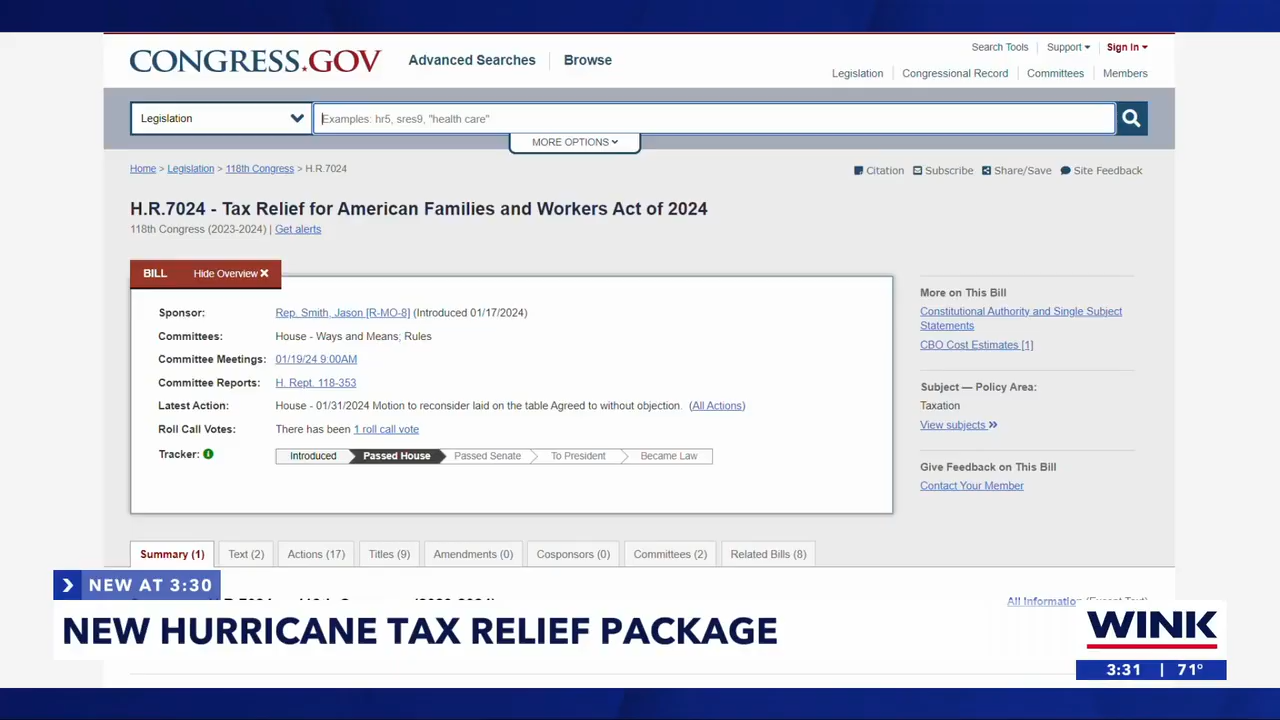 CONGRESS.GOV
Advanced Searches
Browse
Search Tools
Support
Sign In
Legislation
Congressional Record
Committees
Members
Legislation
Examples: hr5, sres9, "health care"
MORE OPTIONS
Home > Legislation > 118th Congress > H.R.7024
Citation
Subscribe
Share/Save
Site Feedback
H.R.7024 - Tax Relief for American Families and Workers Act of 2024
118th Congress (2023-2024) | Get alerts
BILL
Hide Overview
Sponsor: Rep. Smith, Jason [R-MO-8] (Introduced 01/17/2024)
Committees: House - Ways and Means; Rules
Committee Meetings: 01/19/24 9:00AM
Committee Reports: H. Rept. 118-353
Latest Action: House - 01/31/2024 Motion to reconsider laid on the table Agreed to without objection. (All Actions)
Roll Call Votes: There has been 1 roll call vote
Tracker: Introduced Passed House Passed Senate To President Became Law
More on This Bill
Constitutional Authority and Single Subject
Statements
CBO Cost Estimates [1]
Subject — Policy Area:
Taxation
View subjects
Give Feedback on This Bill
Contact Your Member
Summary (1)
Text (2)
Actions (17)
Titles (9)
Amendments (0)
Cosponsors (0)
Committees (2)
Related Bills (8)
All Information (Except Text)
NEW AT 3:30
NEW HURRICANE TAX RELIEF PACKAGE
WINK
3:31 | 71°